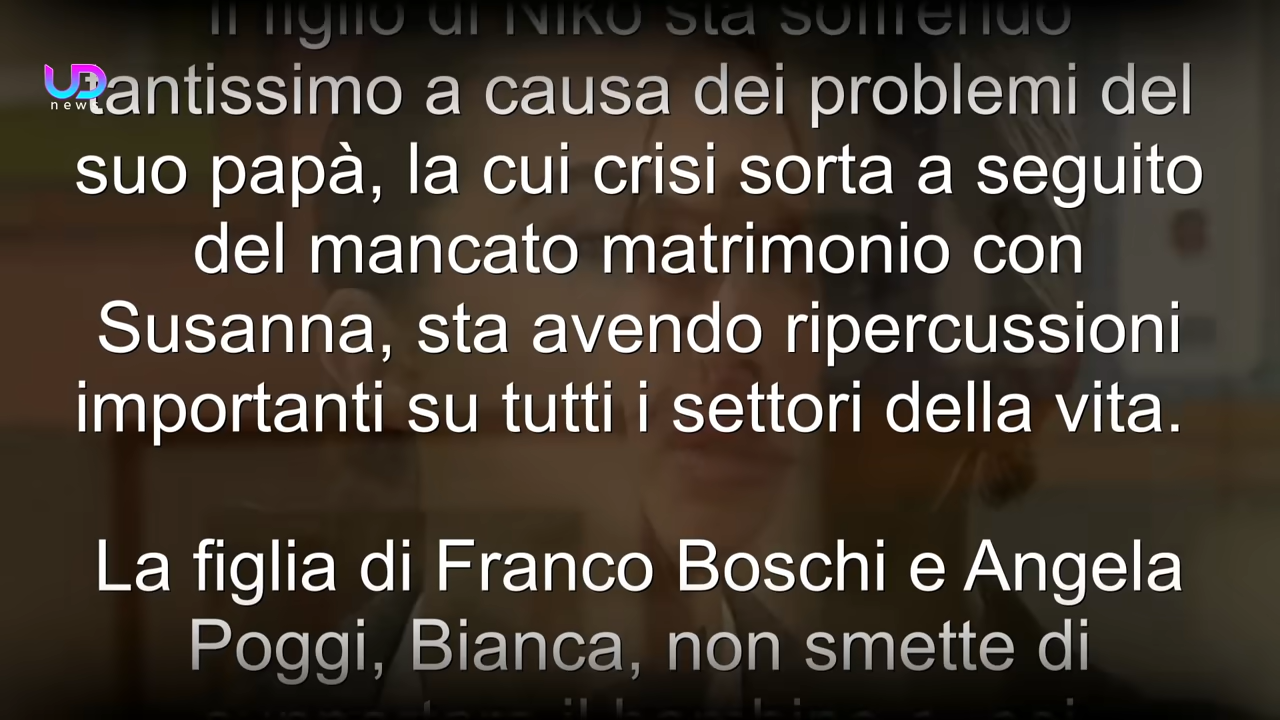 Il figlio di Niko sta soffrendo
UD
news
tantissimo a causa dei problemi del
suo papà, la cui crisi sorta a seguito
del mancato matrimonio con
Susanna, sta avendo ripercussioni
importanti su tutti i settori della vita.
La figlia di Franco Boschi e Angela
Poggi, Bianca, non smette di